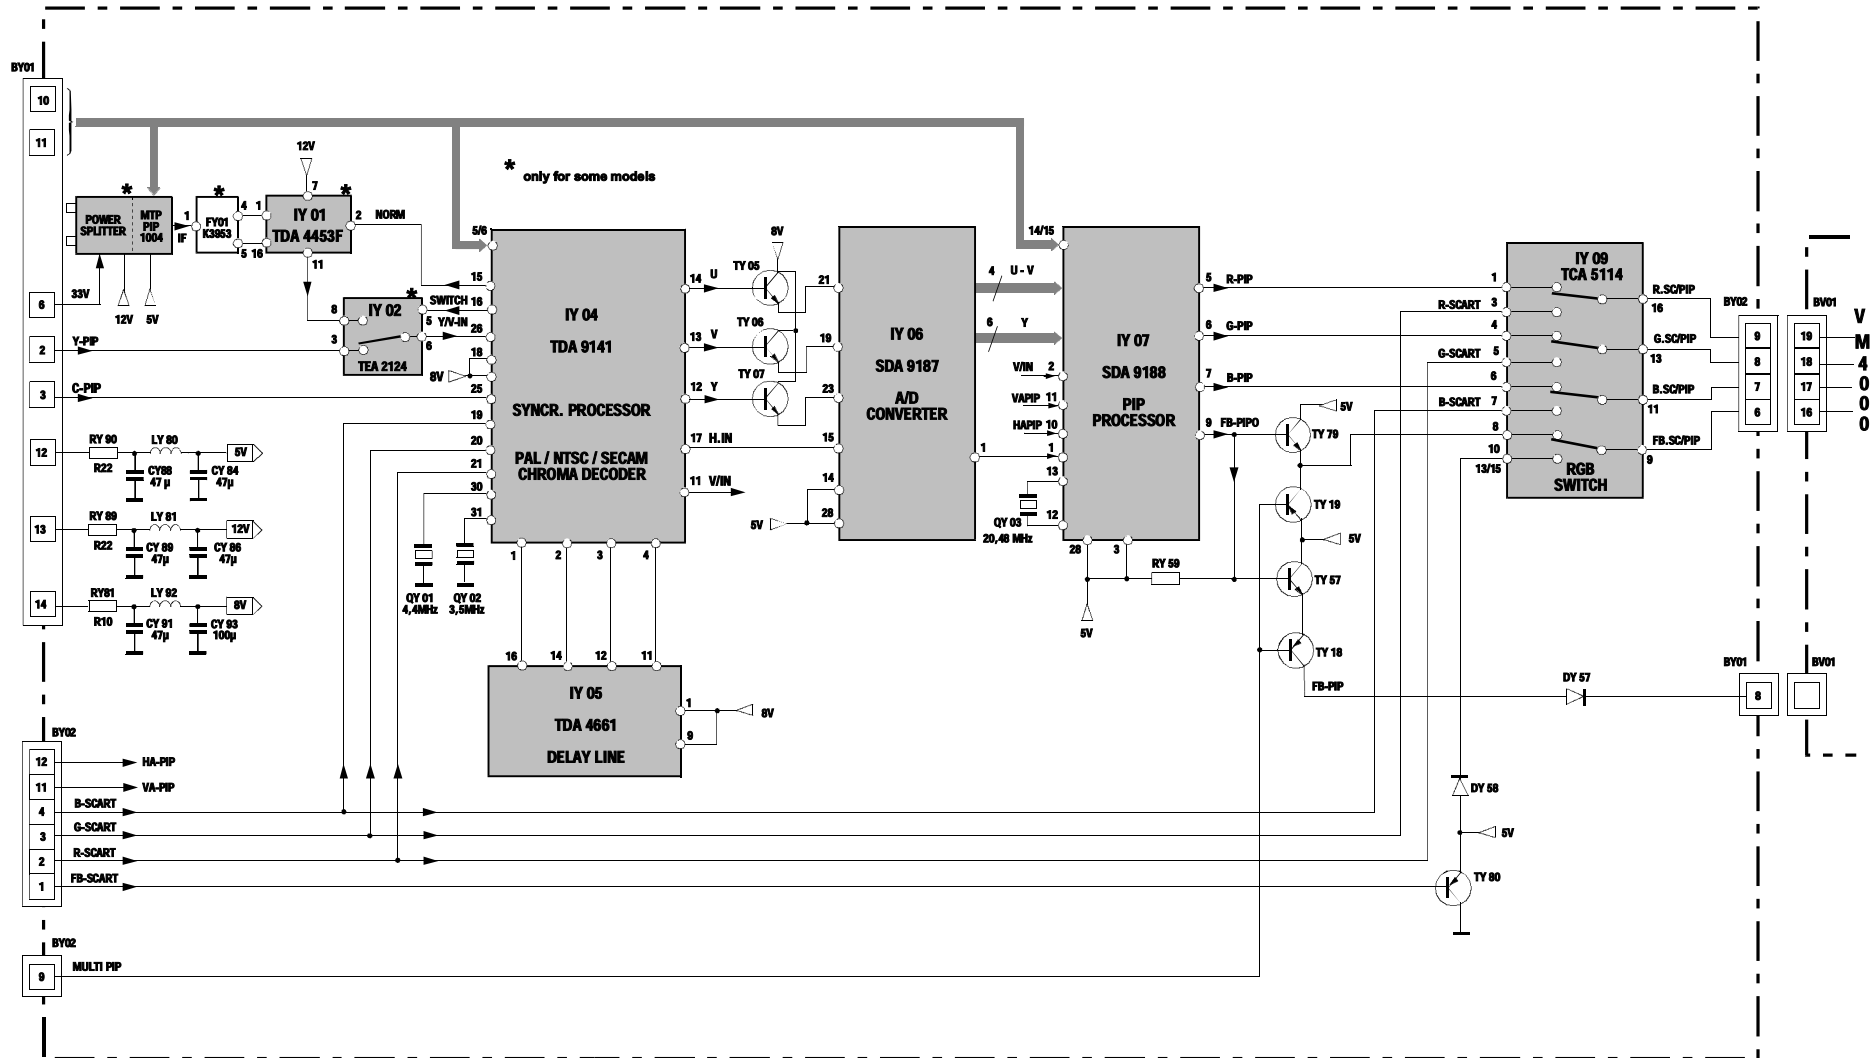 BY01
10
11
12V
*
only for some models
*
*
*
POWER
SPLITTER
MTP
PIP
1004
1
IF
FY01
K3953
4
1
5
16
7
IY 01
TDA 4453F
2
NORM
11
6
33V
12V
5V
8
3
*
IY 02
TEA 2124
5
6
SWITCH
Y/V-IN
2
Y-PIP
3
C-PIP
5/6
15
16
26
18
8V
25
19
20
21
30
31
IY 04
TDA 9141
SYNCR. PROCESSOR
PAL / NTSC / SECAM
CHROMA DECODER
14
U
13
V
12
Y
17
H.IN
11
V/IN
1
2
3
4
8V
TY 05
TY 06
TY 07
21
19
23
15
14
28
5V
IY 06
SDA 9187
A/D
CONVERTER
4
U - V
6
Y
1
14/15
V/IN
2
VAPIP
11
HAPIP
10
1
13
12
QY 03
20,48 MHz
IY 07
SDA 9188
PIP
PROCESSOR
28
3
5V
RY 59
5
R-PIP
6
G-PIP
7
B-PIP
9
FB-PIPO
5V
TY 79
TY 19
5V
TY 57
TY 18
FB-PIP
DY 57
IY 09
TCA 5114
1
R-SCART
3
4
G-SCART
5
6
B-SCART
7
8
10
13/15
RGB
SWITCH
R.SC/PIP
16
G.SC/PIP
13
B.SC/PIP
11
FB.SC/PIP
9
BY02
9
8
7
6
BV01
19
18
17
16
V
M
4
0
0
0
12
RY 90
R22
LY 80
CY88
47 µ
CY 84
47µ
5V
13
RY 89
R22
LY 81
CY 89
47µ
CY 86
47µ
12V
14
RY81
R10
LY 92
CY 91
47µ
CY 93
100µ
8V
QY 01
4,4MHz
QY 02
3,5MHz
16
14
12
11
IY 05
TDA 4661
DELAY LINE
1
9
8V
BY01
8
BV01
BY02
12
HA-PIP
11
VA-PIP
4
B-SCART
3
G-SCART
2
R-SCART
1
FB-SCART
DY 58
5V
TY 80
BY02
9
MULTI PIP